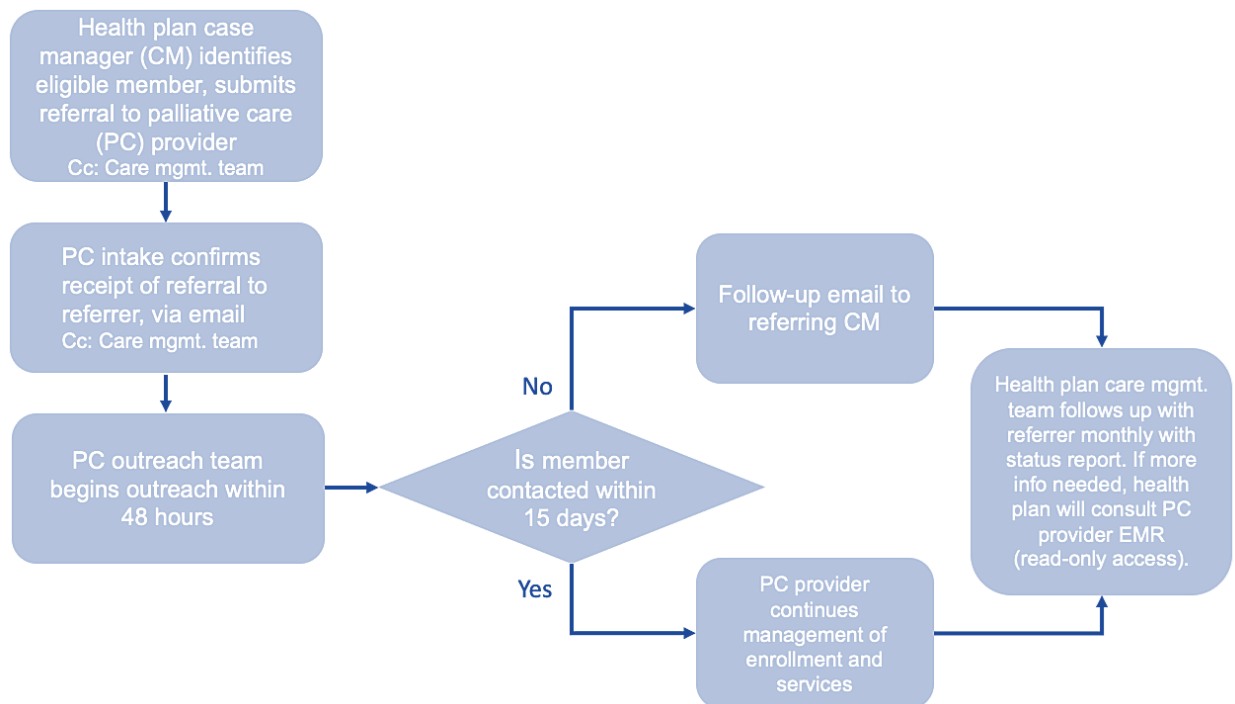 Health plan case
manager (CM) identifies
eligible member, submits
referral to palliative care
(PC) provider
Cc: Care mgmt. team
PC intake confirms
receipt of referral to
referrer, via email
Cc: Care mgmt. team
PC outreach team
begins outreach within
48 hours
Is member
contacted within
15 days?
No
Follow-up email to
referring CM
Yes
PC provider
continues
management of
enrollment and
services
Health plan care mgmt.
team follows up with
referrer monthly with
status report. If more
info needed, health
plan will consult PC
provider EMR
(read-only access).